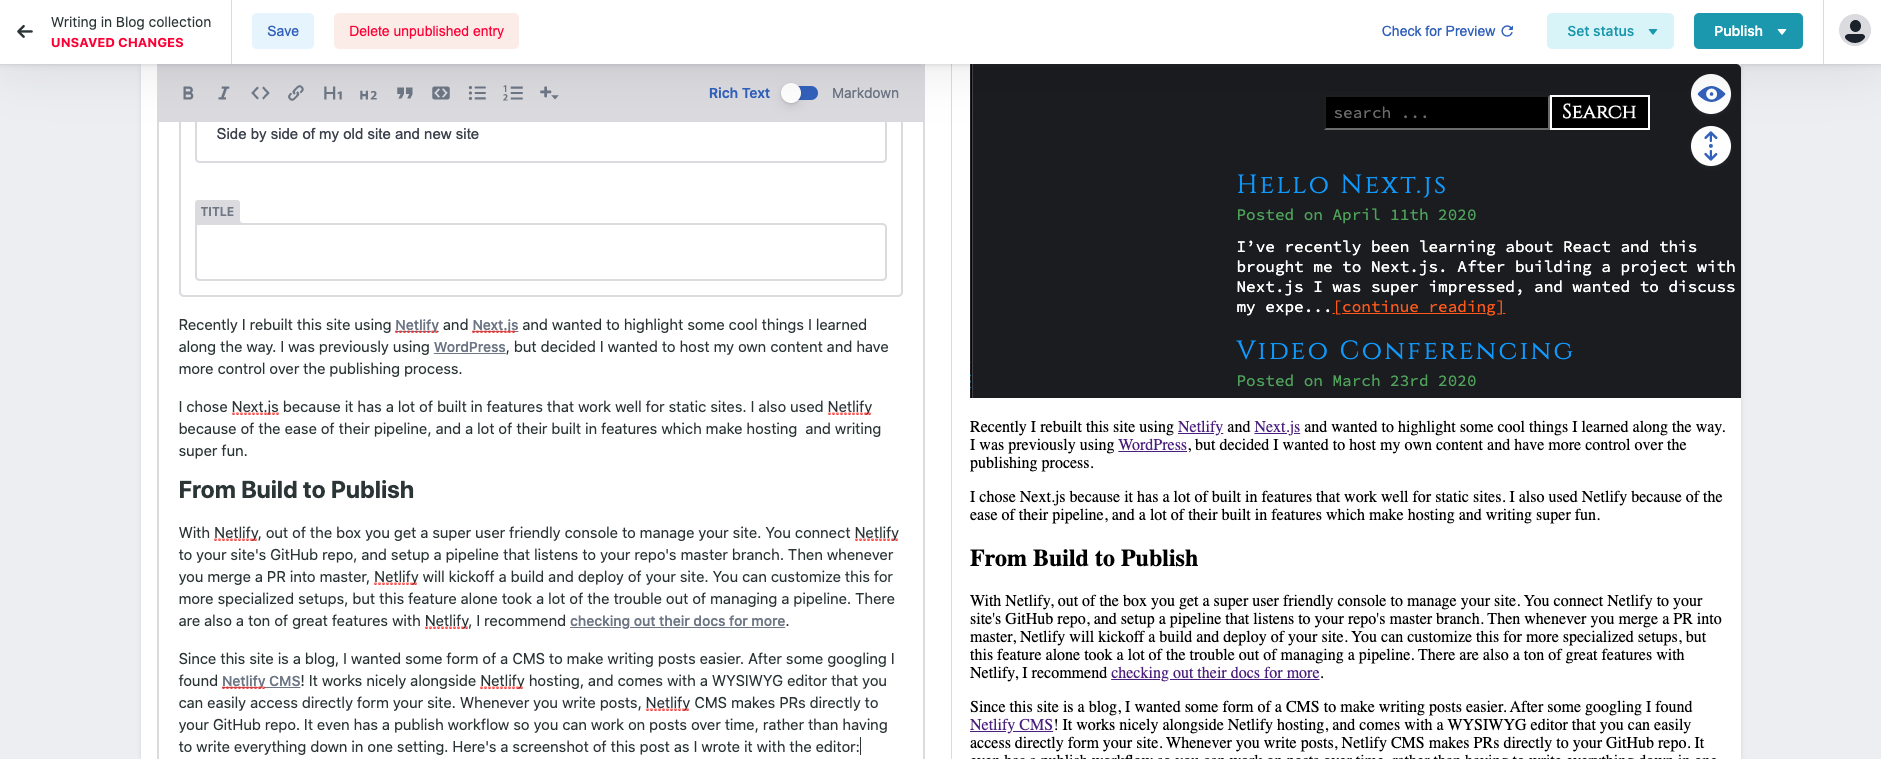 Writing in Blog collection
UNSAVED CHANGES
Save
Delete unpublished entry
Check for Preview
Set status
Publish
B I H1 H2
Rich Text
Markdown
Side by side of my old site and new site
TITLE
Recently I rebuilt this site using Netlify and Next.js and wanted to highlight some cool things I learned
along the way. I was previously using WordPress, but decided I wanted to host my own content and have
more control over the publishing process.
I chose Next.js because it has a lot of built in features that work well for static sites. I also used Netlify
because of the ease of their pipeline, and a lot of their built in features which make hosting  and writing
super fun.
From Build to Publish
With Netlify, out of the box you get a super user friendly console to manage your site. You connect Netlify
to your site's GitHub repo, and setup a pipeline that listens to your repo's master branch. Then whenever
you merge a PR into master, Netlify will kickoff a build and deploy of your site. You can customize this for
more specialized setups, but this feature alone took a lot of the trouble out of managing a pipeline. There
are also a ton of great features with Netlify, I recommend checking out their docs for more.
Since this site is a blog, I wanted some form of a CMS to make writing posts easier. After some googling I
found Netlify CMS! It works nicely alongside Netlify hosting, and comes with a WYSIWYG editor that you
can easily access directly form your site. Whenever you write posts, Netlify CMS makes PRs directly to
your GitHub repo. It even has a publish workflow so you can work on posts over time, rather than having
to write everything down in one setting. Here's a screenshot of this post as I wrote it with the editor:
search ...
SEARCH
HELLO NEXT.JS
Posted on April 11th 2020
I’ve recently been learning about React and this
brought me to Next.js. After building a project with
Next.js I was super impressed, and wanted to discuss
my expe...[continue reading]
VIDEO CONFERENCING
Posted on March 23rd 2020
Recently I rebuilt this site using Netlify and Next.js and wanted to highlight some cool things I learned along the way.
I was previously using WordPress, but decided I wanted to host my own content and have more control over the
publishing process.
I chose Next.js because it has a lot of built in features that work well for static sites. I also used Netlify because of the
ease of their pipeline, and a lot of their built in features which make hosting and writing super fun.
From Build to Publish
With Netlify, out of the box you get a super user friendly console to manage your site. You connect Netlify to your
site's GitHub repo, and setup a pipeline that listens to your repo's master branch. Then whenever you merge a PR into
master, Netlify will kickoff a build and deploy of your site. You can customize this for more specialized setups, but
this feature alone took a lot of the trouble out of managing a pipeline. There are also a ton of great features with
Netlify, I recommend checking out their docs for more.
Since this site is a blog, I wanted some form of a CMS to make writing posts easier. After some googling I found
Netlify CMS! It works nicely alongside Netlify hosting, and comes with a WYSIWYG editor that you can easily
access directly form your site. Whenever you write posts, Netlify CMS makes PRs directly to your GitHub repo. It
even has a publish workflow so you can work on posts over time, rather than having to write everything down in one